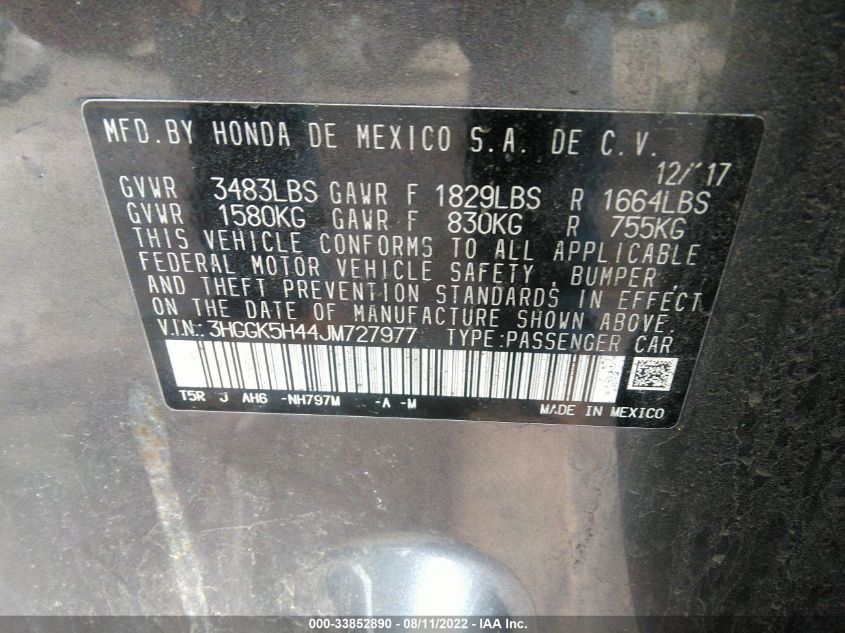 MFD.BY HONDA DE MEXICO S.A. DE C.V.
12/17
GVWR 3483LBS GAWR F 1829LBS R 1664LBS
GVWR 1580KG GAWR F 830KG R 755KG
THIS VEHICLE CONFORMS TO ALL APPLICABLE
FEDERAL MOTOR VEHICLE SAFETY, BUMPER,
AND THEFT PREVENTION STANDARDS IN EFFECT
ON THE DATE OF MANUFACTURE SHOWN ABOVE.
V.I.N.: 3HGGK5H44JM727977 TYPE:PASSENGER CAR
T5R J AH6 -NH797M -A -M
MADE IN MEXICO
000-33852890 - 08/11/2022 - IAA Inc.